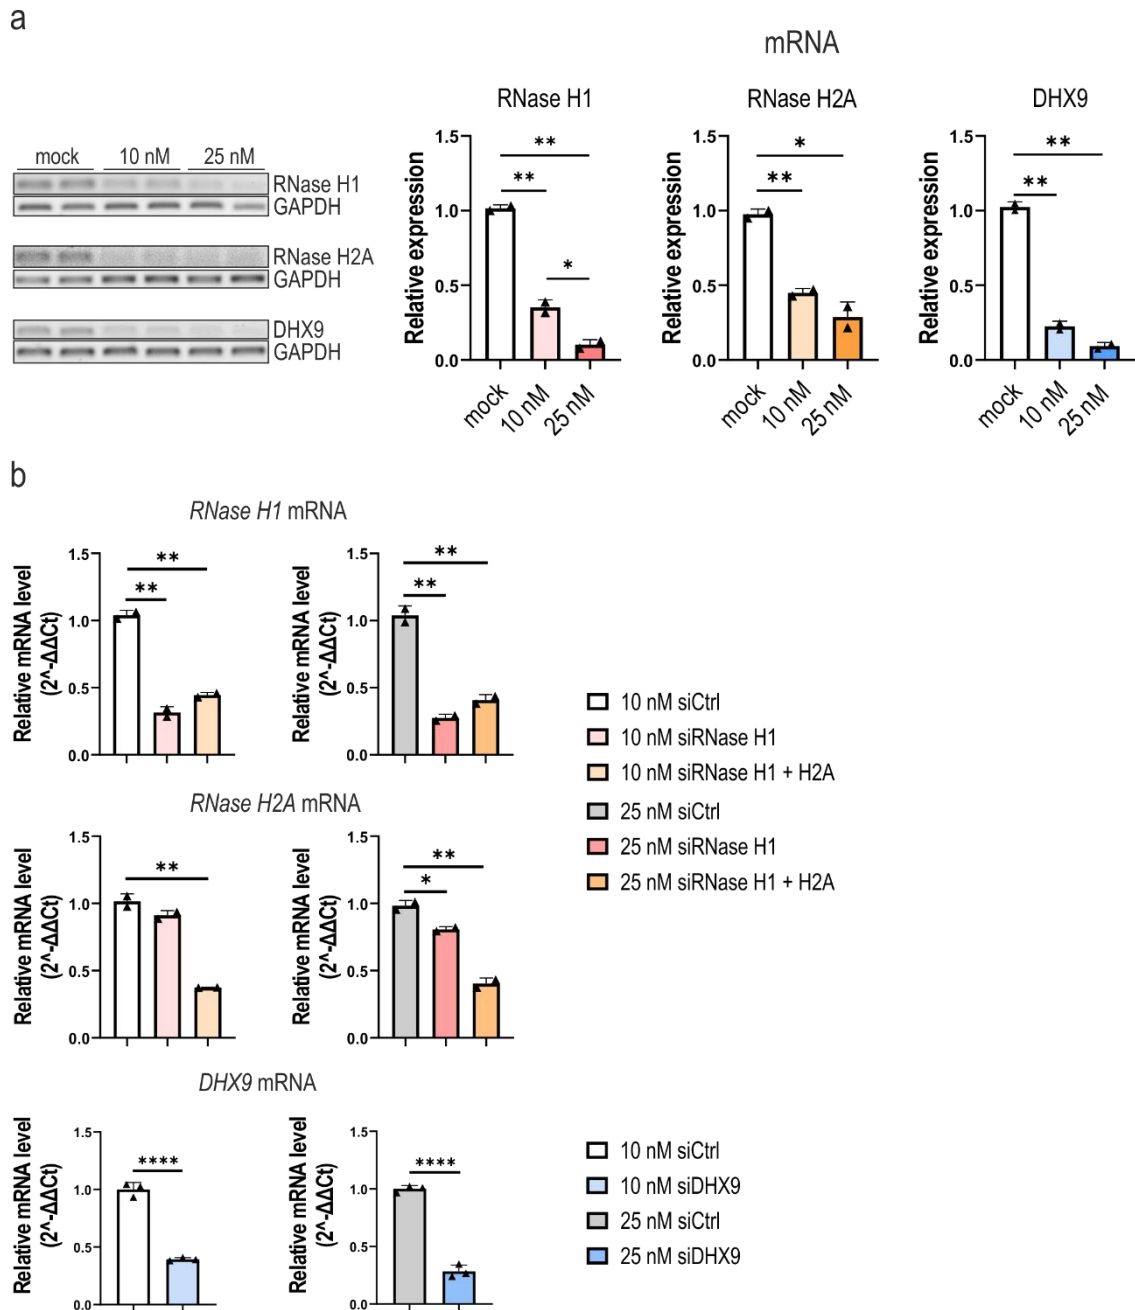 a
mRNA
RNase H1
RNase H2A
DHX9
mock 10 nM 25 nM
RNase H1
GAPDH
RNase H2A
GAPDH
DHX9
GAPDH
Relative expression
1.5
1.0
0.5
0.0
**
**
*
mock
10 nM
25 nM
Relative expression
1.5
1.0
0.5
0.0
*
**
mock
10 nM
25 nM
Relative expression
1.5
1.0
0.5
0.0
**
**
mock
10 nM
25 nM
b
RNase H1 mRNA
Relative mRNA level
(2^-ΔΔCt)
1.5
1.0
0.5
0.0
**
**
Relative mRNA level
(2^-ΔΔCt)
1.5
1.0
0.5
0.0
**
**
10 nM siCtrl
10 nM siRNase H1
10 nM siRNase H1 + H2A
25 nM siCtrl
25 nM siRNase H1
25 nM siRNase H1 + H2A
RNase H2A mRNA
Relative mRNA level
(2^-ΔΔCt)
1.5
1.0
0.5
0.0
**
Relative mRNA level
(2^-ΔΔCt)
1.5
1.0
0.5
0.0
**
*
DHX9 mRNA
Relative mRNA level
(2^-ΔΔCt)
1.5
1.0
0.5
0.0
****
Relative mRNA level
(2^-ΔΔCt)
1.5
1.0
0.5
0.0
****
10 nM siCtrl
10 nM siDHX9
25 nM siCtrl
25 nM siDHX9